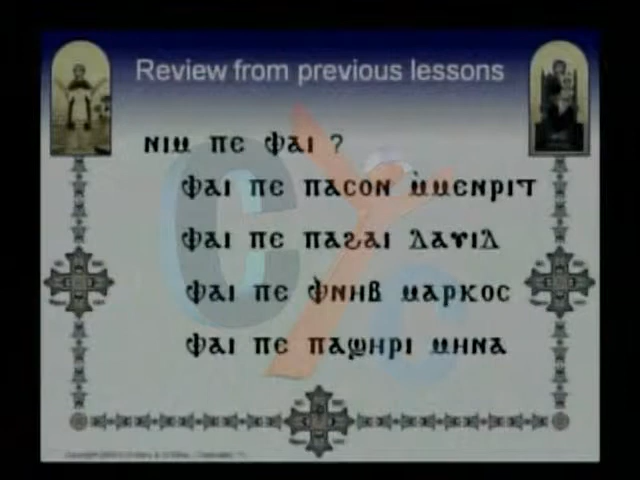 Review from previous lessons
ⲛⲓⲙ ⲡⲉ ⲫⲁⲓ ?
ⲫⲁⲓ ⲡⲉ ⲡⲁⲥⲟⲛ ⲙ̀ⲙⲉⲛⲣⲓⲧ
ⲫⲁⲓ ⲡⲉ ⲡⲁϩⲁⲓ ⲇⲁⲩⲓⲇ
ⲫⲁⲓ ⲡⲉ ⲫ̀ⲛⲏⲃ ⲙⲁⲣⲕⲟⲥ
ⲫⲁⲓ ⲡⲉ ⲡⲁϣⲏⲣⲓ ⲙⲏⲛⲁ